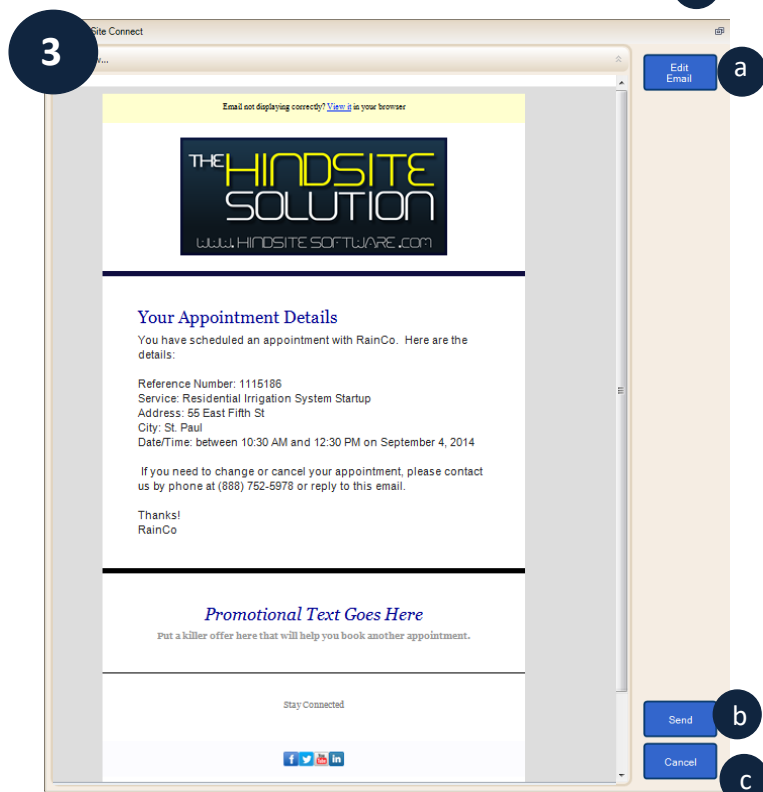 3
Site Connect
Edit
Email
a
Email not displaying correctly? View it in your browser
THE HINDSITE
SOLUTION
WWW.HINDSITESOFTWARE.COM
Your Appointment Details
You have scheduled an appointment with RainCo. Here are the
details:
Reference Number: 1115186
Service: Residential Irrigation System Startup
Address: 55 East Fifth St
City: St. Paul
Date/Time: between 10:30 AM and 12:30 PM on September 4, 2014
If you need to change or cancel your appointment, please contact
us by phone at (888) 752-5978 or reply to this email.
Thanks!
RainCo
Promotional Text Goes Here
Put a killer offer here that will help you book another appointment.
Stay Connected
Send
b
Cancel
c